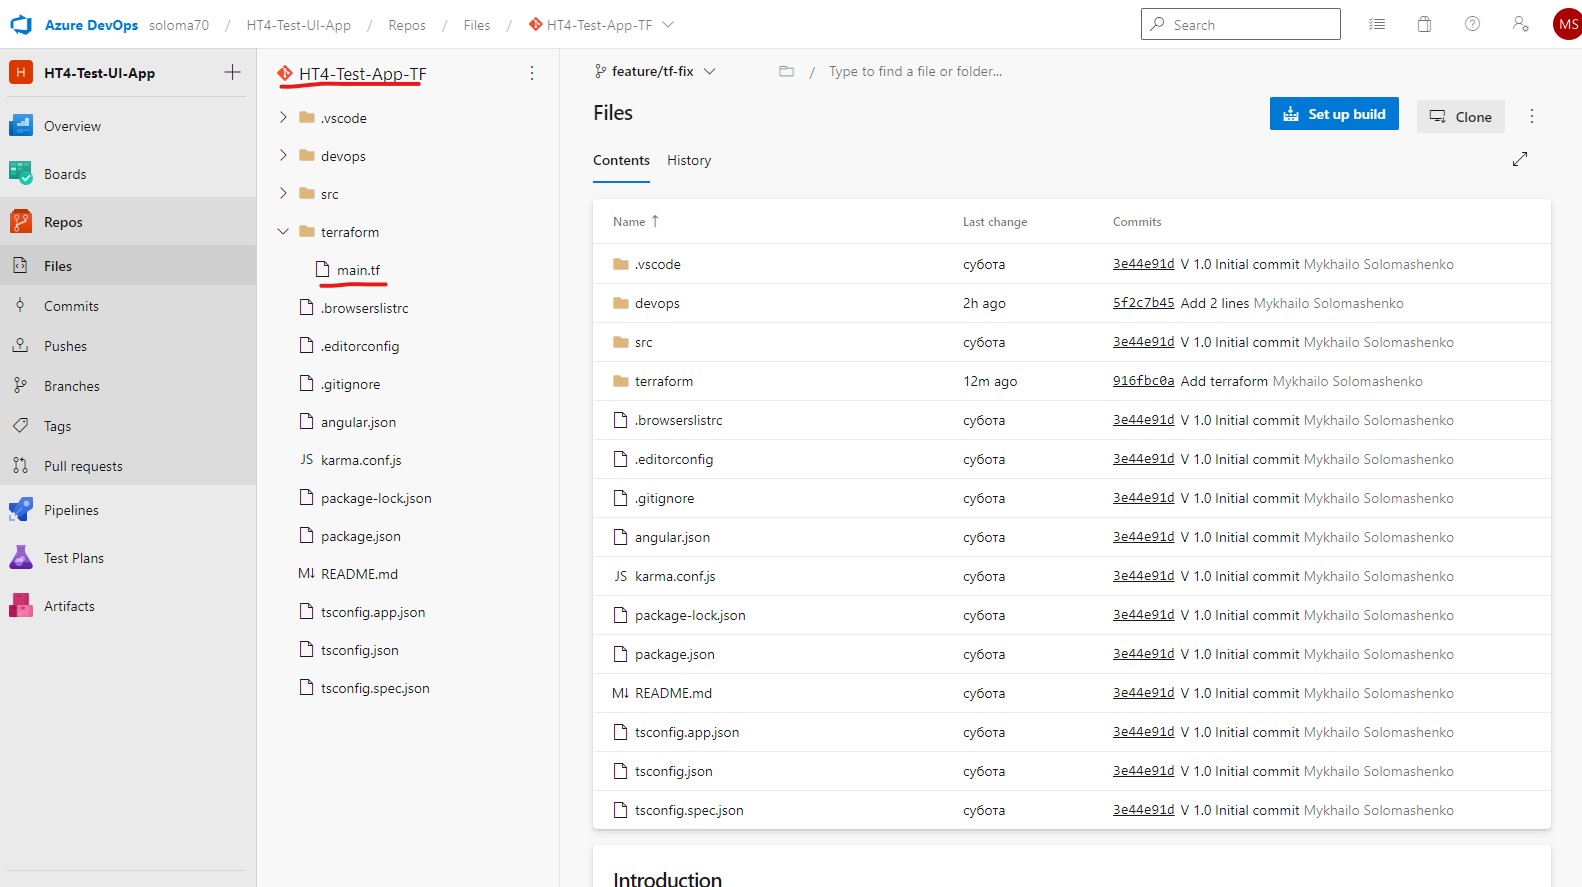 Azure DevOps soloma70 / HT4-Test-UI-App / Repos / Files / HT4-Test-App-TF
Search
MS
H HT4-Test-UI-App
Overview
Boards
Repos
Files
Commits
Pushes
Branches
Tags
Pull requests
Pipelines
Test Plans
Artifacts
HT4-Test-App-TF
.vscode
devops
src
terraform
main.tf
.browserslistrc
.editorconfig
.gitignore
angular.json
JS karma.conf.js
package-lock.json
package.json
M↓ README.md
tsconfig.app.json
tsconfig.json
tsconfig.spec.json
feature/tf-fix / Type to find a file or folder...
Files
Set up build
Clone
Contents History
Name ↑ Last change Commits
.vscode субота 3e44e91d V 1.0 Initial commit Mykhailo Solomashenko
devops 2h ago 5f2c7b45 Add 2 lines Mykhailo Solomashenko
src субота 3e44e91d V 1.0 Initial commit Mykhailo Solomashenko
terraform 12m ago 916fbc0a Add terraform Mykhailo Solomashenko
.browserslistrc субота 3e44e91d V 1.0 Initial commit Mykhailo Solomashenko
.editorconfig субота 3e44e91d V 1.0 Initial commit Mykhailo Solomashenko
.gitignore субота 3e44e91d V 1.0 Initial commit Mykhailo Solomashenko
angular.json субота 3e44e91d V 1.0 Initial commit Mykhailo Solomashenko
JS karma.conf.js субота 3e44e91d V 1.0 Initial commit Mykhailo Solomashenko
package-lock.json субота 3e44e91d V 1.0 Initial commit Mykhailo Solomashenko
package.json субота 3e44e91d V 1.0 Initial commit Mykhailo Solomashenko
M↓ README.md субота 3e44e91d V 1.0 Initial commit Mykhailo Solomashenko
tsconfig.app.json субота 3e44e91d V 1.0 Initial commit Mykhailo Solomashenko
tsconfig.json субота 3e44e91d V 1.0 Initial commit Mykhailo Solomashenko
tsconfig.spec.json субота 3e44e91d V 1.0 Initial commit Mykhailo Solomashenko
Introduction